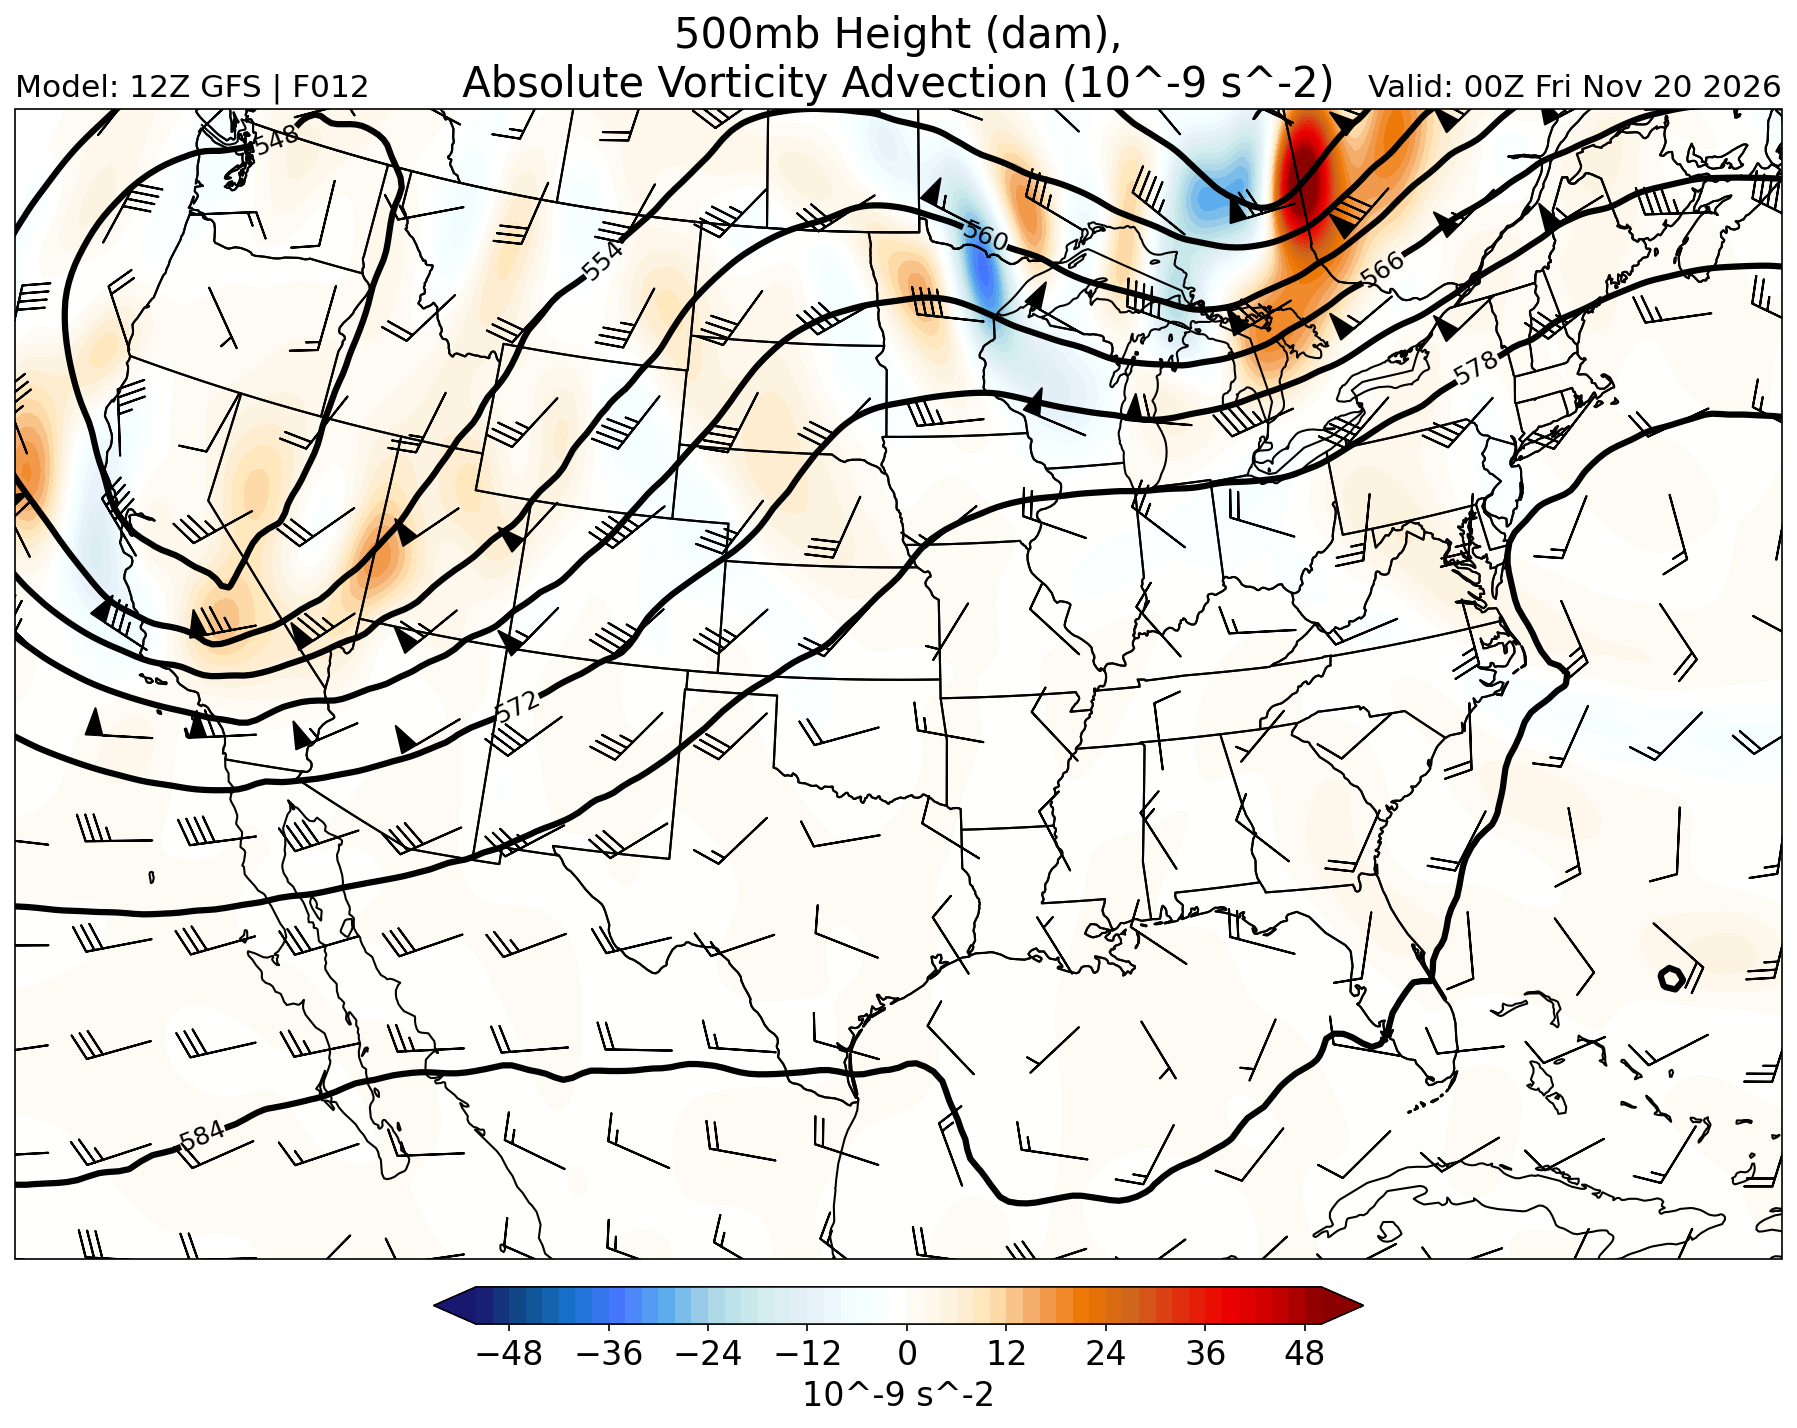 500mb Height (dam),
Model: 12Z GFS | F012
Absolute Vorticity Advection (10^-9 s^-2)
Valid: 00Z Fri Nov 20 2026
548
560
554
566
578
572
584
−48 −36 −24 −12 0 12 24 36 48
10^-9 s^-2